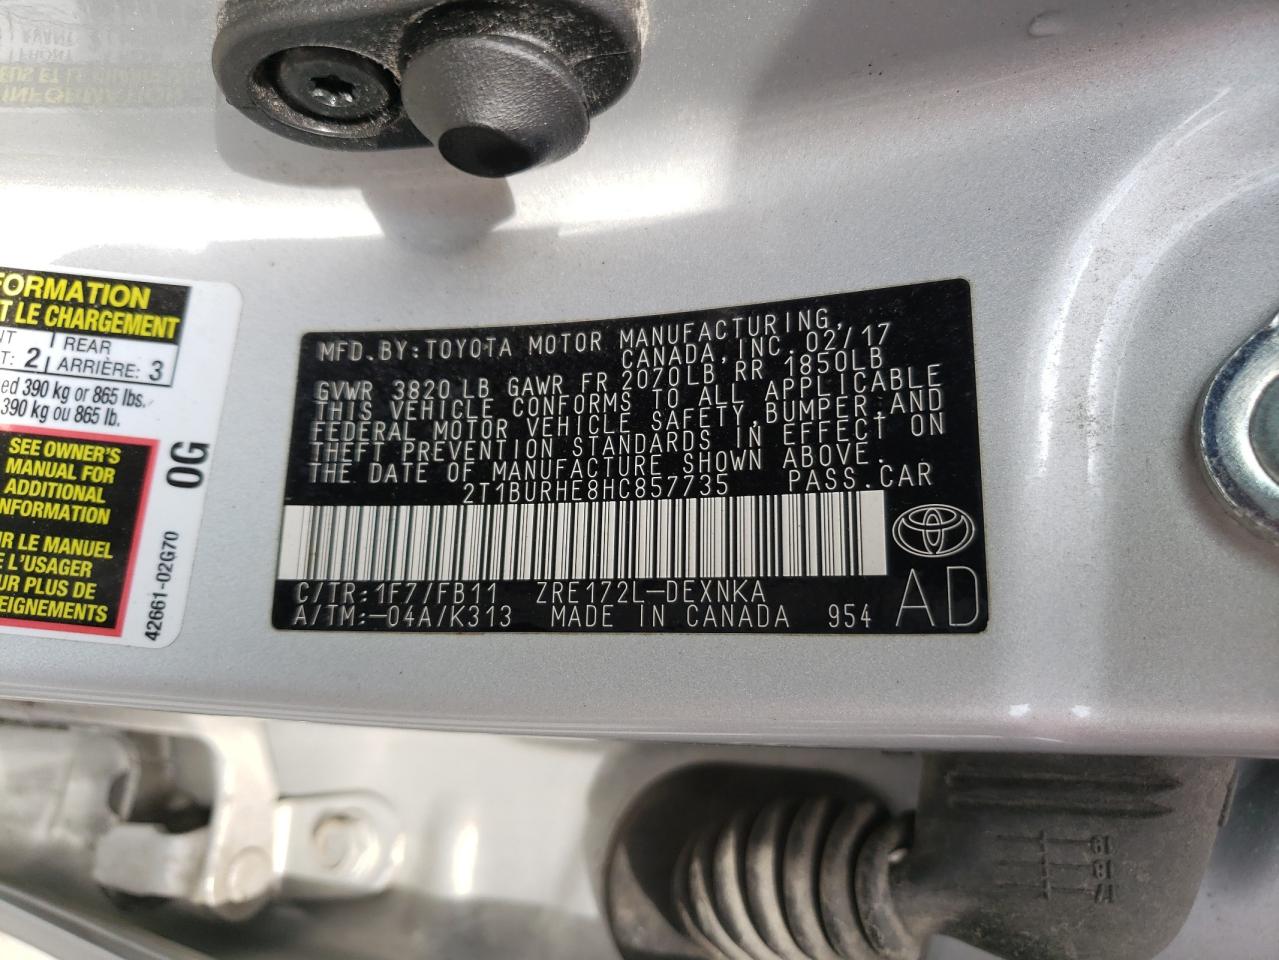 FORMATION
T LE CHARGEMENT
NT
REAR
T: 2
ARRIÈRE: 3
ed 390 kg or 865 lbs.
390 kg ou 865 lb.
SEE OWNER'S
MANUAL FOR
ADDITIONAL
INFORMATION
R LE MANUEL
L'USAGER
EIGNEMENTS
0G
42661-02G70
MFD.BY:TOYOTA MOTOR MANUFACTURING,
CANADA,INC. 02/17
GVWR 3820 LB GAWR FR 2070LB RR 1850LB
THIS VEHICLE CONFORMS TO ALL APPLICABLE
FEDERAL MOTOR VEHICLE SAFETY,BUMPER,AND
THEFT PREVENTION STANDARDS IN EFFECT ON
THE DATE OF MANUFACTURE SHOWN ABOVE.
2T1BURHE8HC857735 PASS.CAR
C/TR:1F7/FB11 ZRE172L-DEXNKA
A/TM:-04A/K313 MADE IN CANADA 954
AD